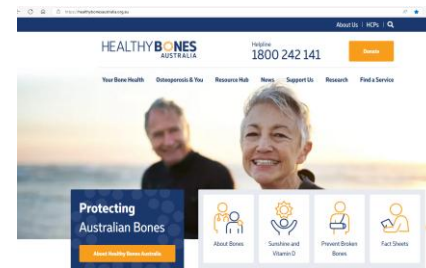 https://healthybonesaustralia.org.au
About Us | HCPs |
HEALTHY BONES
AUSTRALIA
Helpline
1800 242 141
Donate
Your Bone Health Osteoporosis & You Resource Hub News Support Us Research Find a Service
Protecting
Australian Bones
About Healthy Bones Australia
About Bones
Sunshine and
Vitamin D
Prevent Broken
Bones
Fact Sheets